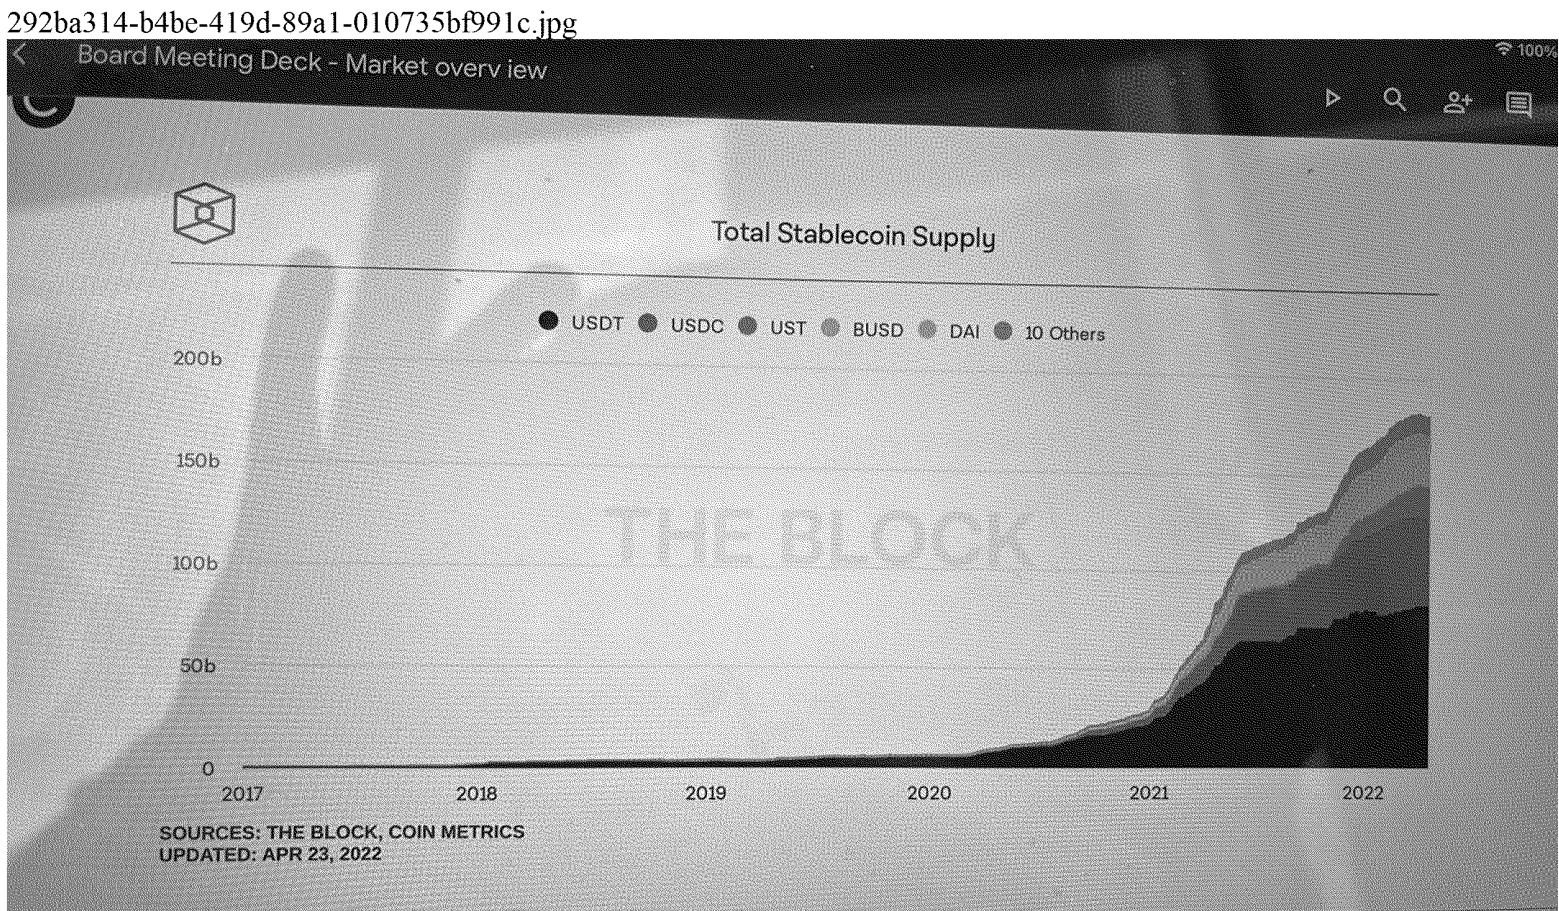 292ba314-b4be-419d-89a1-010735bf991c.jpg
Board Meeting Deck - Market overv iew
100%
Total Stablecoin Supply
USDT USDC UST BUSD DAI 10 Others
200b
150b
THE BLOCK
100b
50b
0
2017 2018 2019 2020 2021 2022
SOURCES: THE BLOCK, COIN METRICS
UPDATED: APR 23, 2022